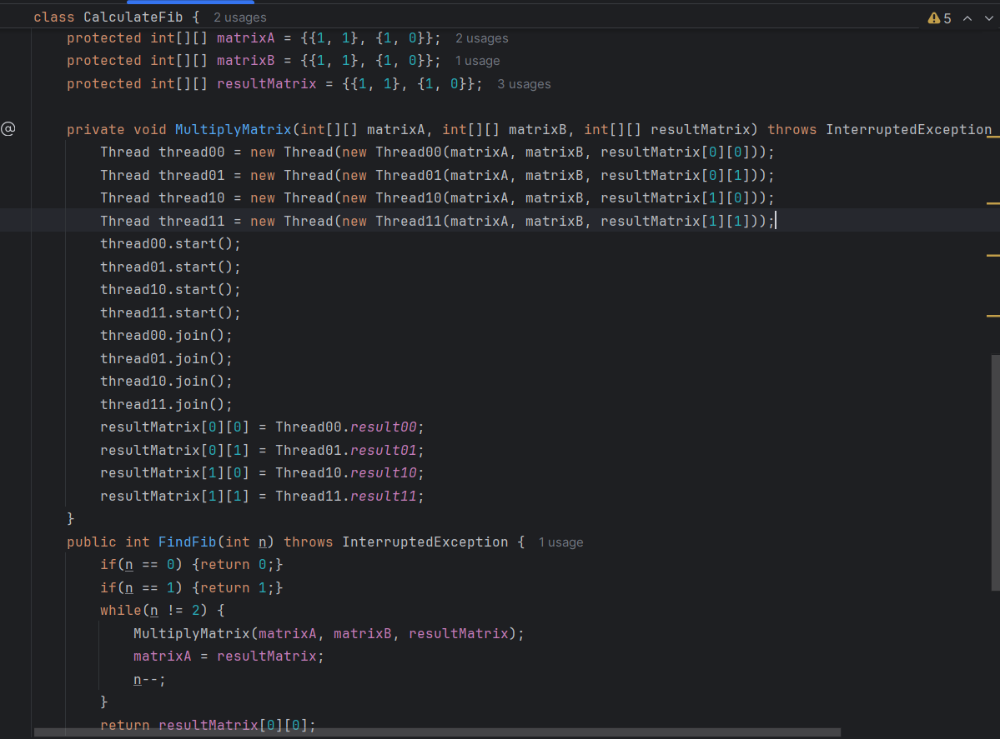 class CalculateFib {  2 usages
5
    protected int[][] matrixA = {{1, 1}, {1, 0}};  2 usages
    protected int[][] matrixB = {{1, 1}, {1, 0}};  1 usage
    protected int[][] resultMatrix = {{1, 1}, {1, 0}};  3 usages
@
    private void MultiplyMatrix(int[][] matrixA, int[][] matrixB, int[][] resultMatrix) throws InterruptedException
        Thread thread00 = new Thread(new Thread00(matrixA, matrixB, resultMatrix[0][0]));
        Thread thread01 = new Thread(new Thread01(matrixA, matrixB, resultMatrix[0][1]));
        Thread thread10 = new Thread(new Thread10(matrixA, matrixB, resultMatrix[1][0]));
        Thread thread11 = new Thread(new Thread11(matrixA, matrixB, resultMatrix[1][1]));
        thread00.start();
        thread01.start();
        thread10.start();
        thread11.start();
        thread00.join();
        thread01.join();
        thread10.join();
        thread11.join();
        resultMatrix[0][0] = Thread00.result00;
        resultMatrix[0][1] = Thread01.result01;
        resultMatrix[1][0] = Thread10.result10;
        resultMatrix[1][1] = Thread11.result11;
    }
    public int FindFib(int n) throws InterruptedException {  1 usage
        if(n == 0) {return 0;}
        if(n == 1) {return 1;}
        while(n != 2) {
            MultiplyMatrix(matrixA, matrixB, resultMatrix);
            matrixA = resultMatrix;
            n--;
        }
        return resultMatrix[0][0];